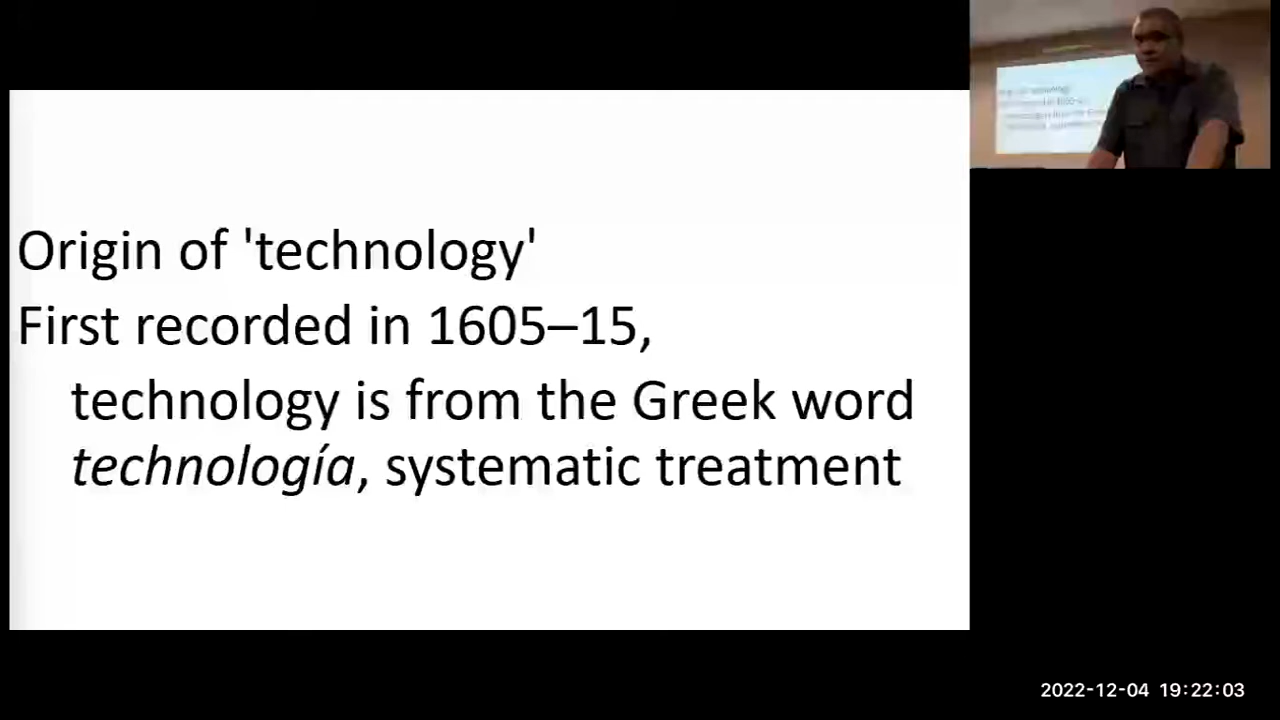 Origin of 'technology'
First recorded in 1605–15,
technology is from the Greek word
technología, systematic treatment
2022-12-04 19:22:03